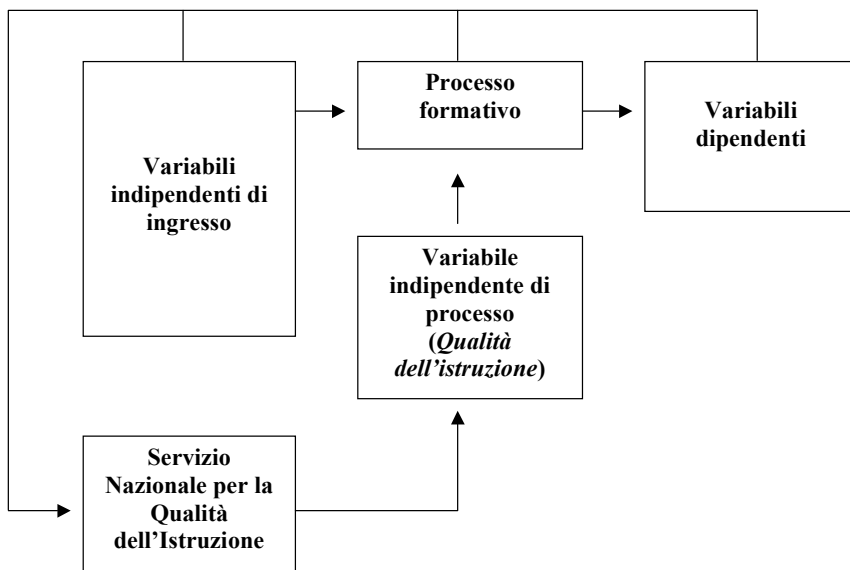 Processo
formativo
Variabili
dipendenti
Variabili
indipendenti di
ingresso
Variabile
indipendente di
processo
(Qualità
dell’istruzione)
Servizio
Nazionale per la
Qualità
dell’Istruzione